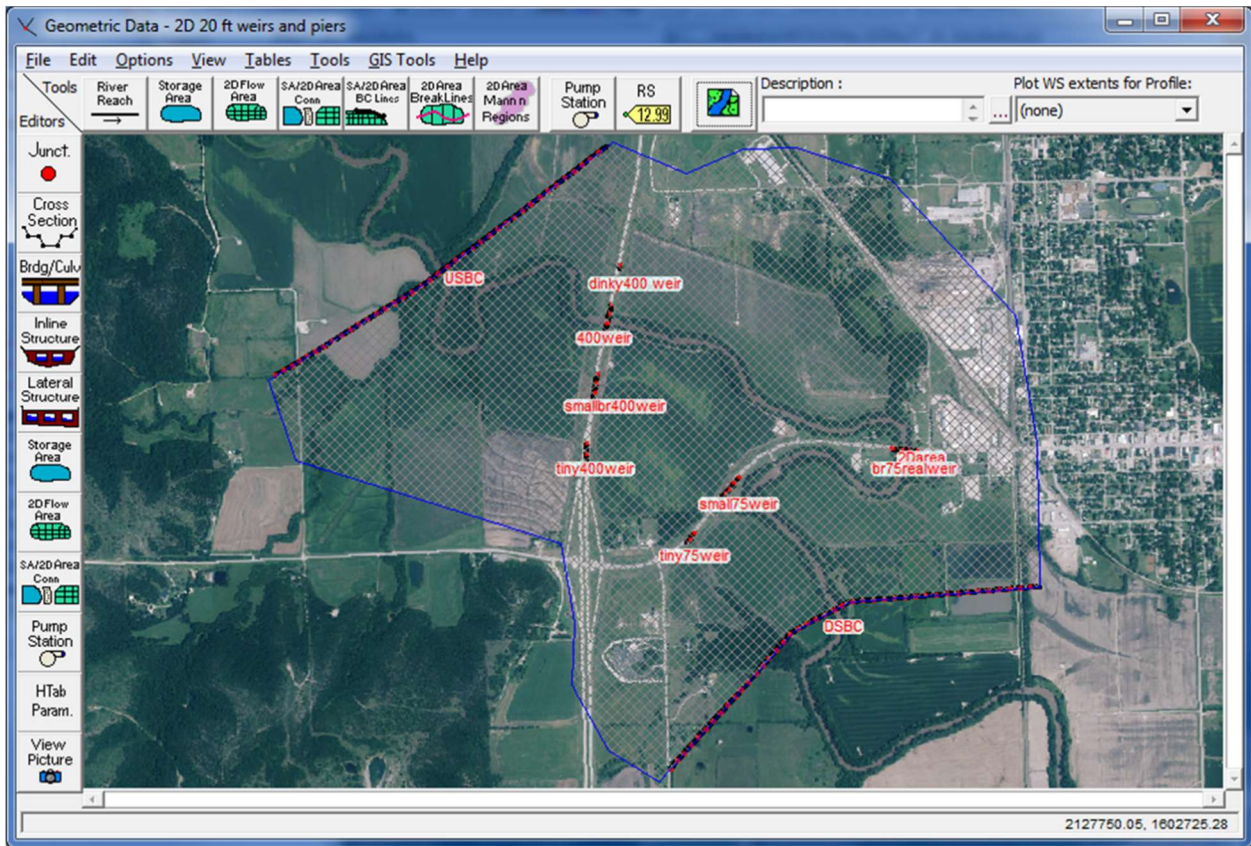 Geometric Data - 2D 20 ft weirs and piers
File Edit Options View Tables Tools GIS Tools Help
Tools
Editors
River
Reach
Storage
Area
2D Flow
Area
SA/2D Area
Conn
SA/2D Area
BC Lines
2D Area
BreakLines
2D Area
Mann n
Regions
Pump
Station
RS
12.99
Description :
...
Plot WS extents for Profile:
(none)
Junct.
Cross
Section
Brdg/Culv
Inline
Structure
Lateral
Structure
Storage
Area
2D Flow
Area
SA/2D Area
Conn
Pump
Station
HTab
Param.
View
Picture
USBC
dinky400 weir
400weir
smallbr400weir
tiny400weir
2Darea
br75realweir
small75weir
tiny75weir
DSBC
2127750.05, 1602725.28